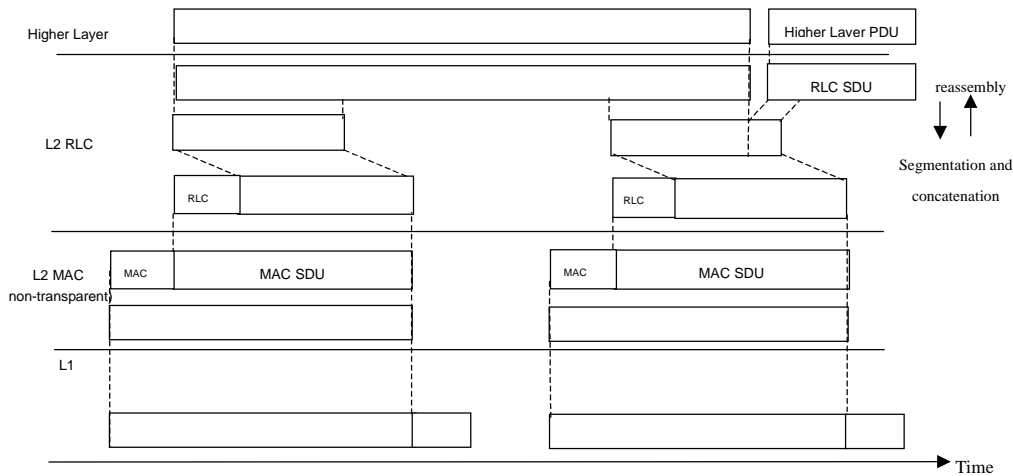 Higher Layer
Higher Layer PDU
RLC SDU
reassembly
L2 RLC
Segmentation and
concatenation
RLC
RLC
L2 MAC
non-transparent)
MAC
MAC SDU
MAC
MAC SDU
L1
Time